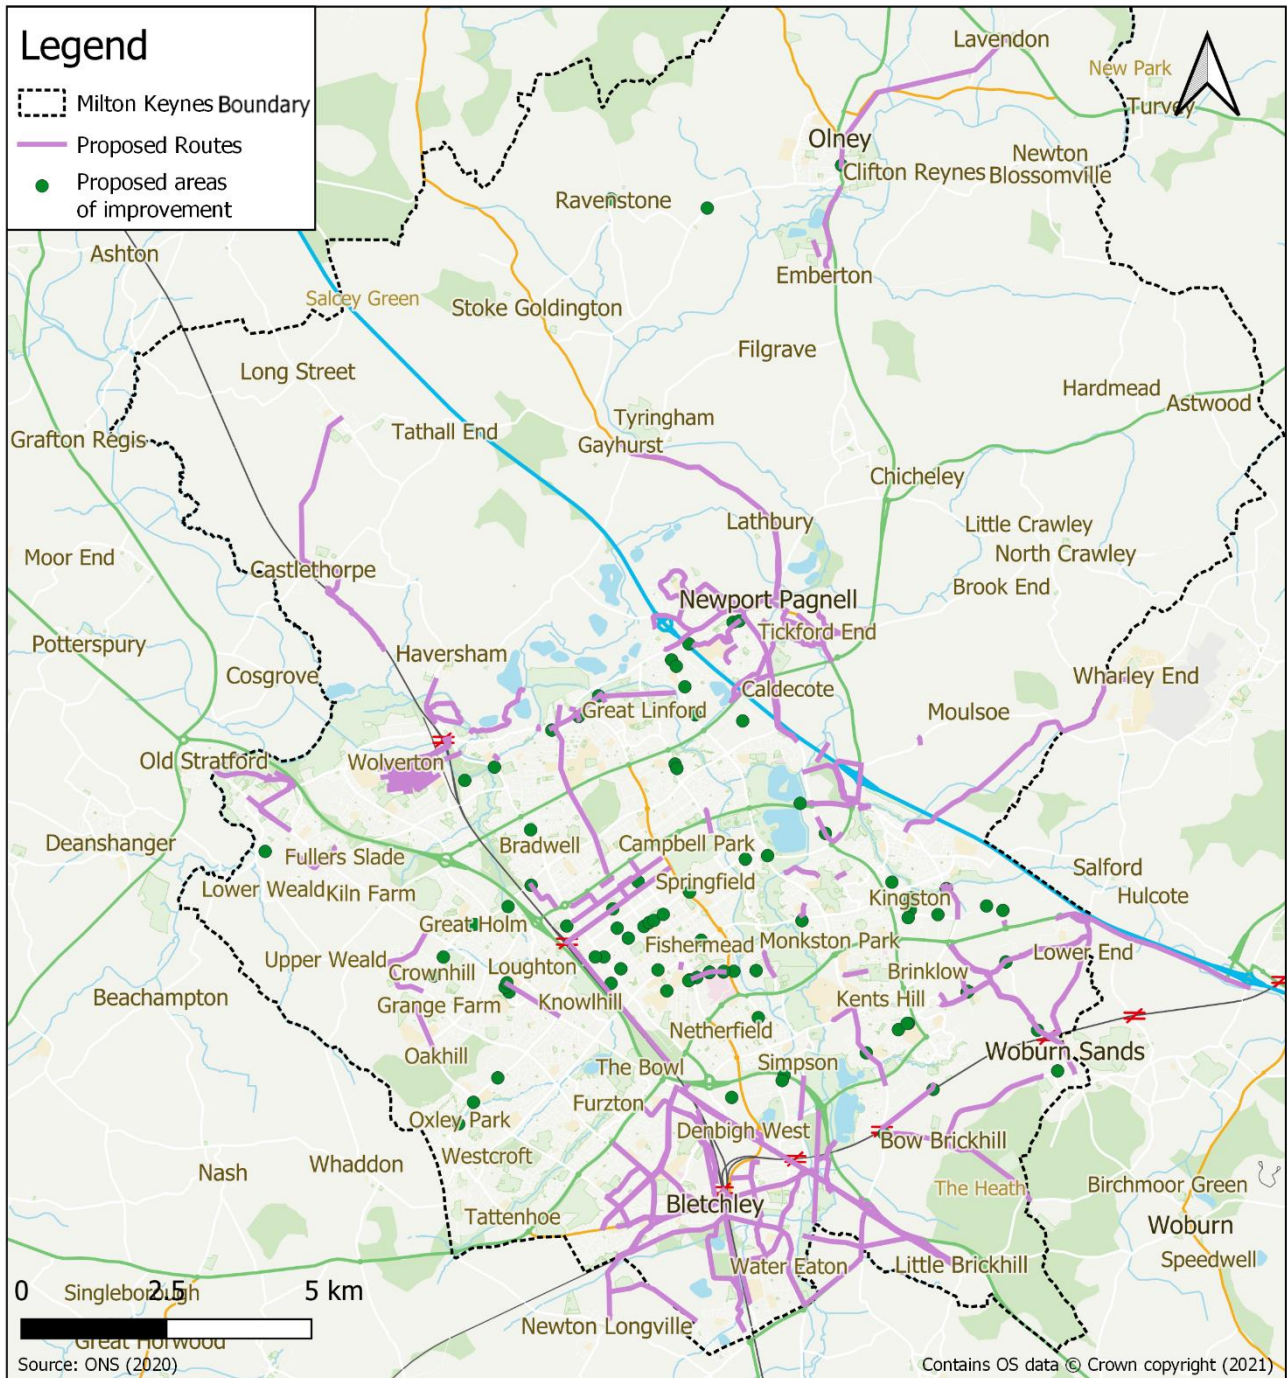 Legend
Milton Keynes Boundary
Proposed Routes
Proposed areas
of improvement
Lavendon
New Park
Turvey
Olney
Newton
Clifton Reynes
Blossomville
Ravenstone
Ashton
Emberton
Salcey Green
Stoke Goldington
Filgrave
Long Street
Hardmead
Astwood
Tyringham
Tathall End
Grafton Regis
Gayhurst
Chicheley
Lathbury
Little Crawley
North Crawley
Moor End
Castlethorpe
Brook End
Newport Pagnell
Tickford End
Potterspury
Haversham
Cosgrove
Wharley End
Caldecote
Great Linford
Moulsoe
Old Stratford
Wolverton
Deanshanger
Bradwell
Campbell Park
Fullers Slade
Salford
Lower Weald
Kiln Farm
Springfield
Kingston
Hulcote
Great Holm
Fishermead
Monkston Park
Lower End
Upper Weald
Crownhill
Loughton
Brinklow
Beachampton
Grange Farm
Knowlhill
Kents Hill
Netherfield
Oakhill
Woburn Sands
The Bowl
Simpson
Furzton
Oxley Park
Denbigh West
Bow Brickhill
Westcroft
Whaddon
Nash
The Heath
Birchmoor Green
Bletchley
Tattenhoe
Woburn
Speedwell
Water Eaton
Little Brickhill
0 2.5 5 km
Singleborough
Newton Longville
Great Horwood
Source: ONS (2020)
Contains OS data © Crown copyright (2021)